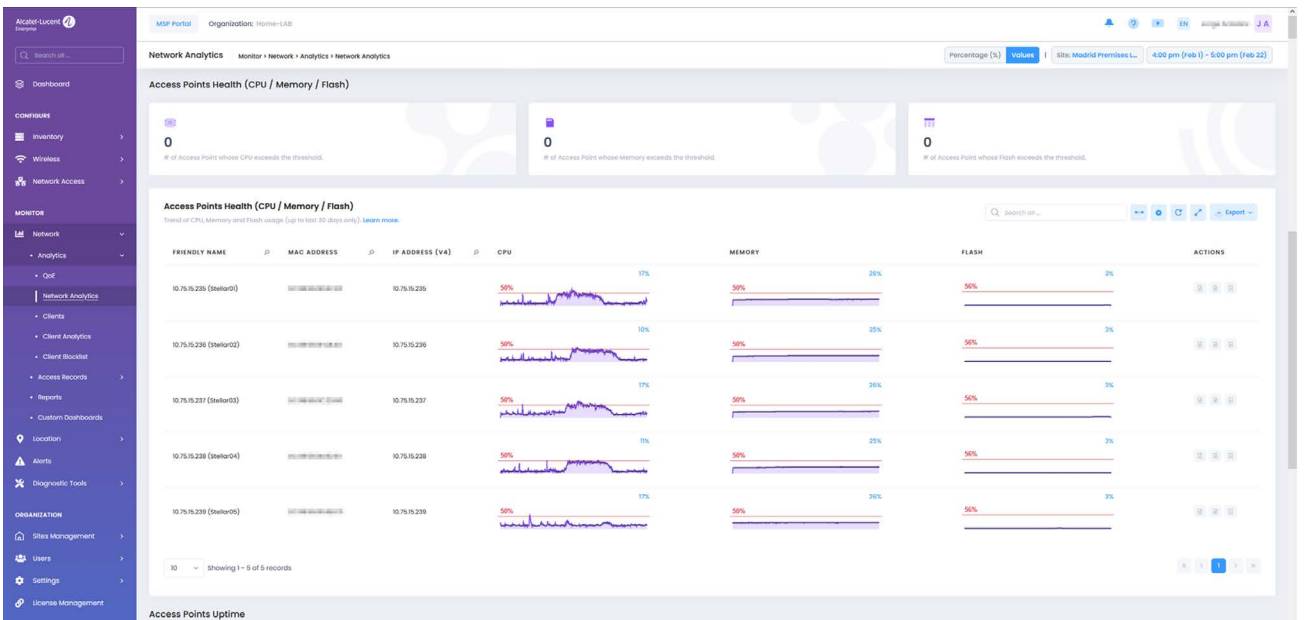 Alcatel-Lucent
Enterprise
MSP Portal Organization: Home-LAB
EN J A
Search all ...
Network Analytics Monitor > Network > Analytics > Network Analytics
Percentage (%) Values Site: Madrid Premises L... 4:00 pm (Feb 1) - 5:00 pm (Feb 22)
Dashboard
CONFIGURE
Inventory
Wireless
Network Access
MONITOR
Network
Analytics
QoE
Network Analytics
Clients
Client Analytics
Client Blocklist
Access Records
Reports
Custom Dashboards
Location
Alerts
Diagnostic Tools
ORGANIZATION
Sites Management
Users
Settings
License Management
Access Points Health (CPU / Memory / Flash)
0
# of Access Point whose CPU exceeds the threshold.
0
# of Access Point whose Memory exceeds the threshold.
0
# of Access Point whose Flash exceeds the threshold.
Access Points Health (CPU / Memory / Flash)
Trend of CPU, Memory and Flash usage (up to last 30 days only). Learn more.
Search all ...
Export
FRIENDLY NAME MAC ADDRESS IP ADDRESS (V4) CPU MEMORY FLASH ACTIONS
17% 26% 3%
10.75.15.235 (Stellar01) 10.75.15.235 50% 50% 56%
10% 25% 3%
10.75.15.236 (Stellar02) 10.75.15.236 50% 50% 56%
17% 26% 3%
10.75.15.237 (Stellar03) 10.75.15.237 50% 50% 56%
11% 25% 3%
10.75.15.238 (Stellar04) 10.75.15.238 50% 50% 56%
17% 26% 3%
10.75.15.239 (Stellar05) 10.75.15.239 50% 50% 56%
10 Showing 1 - 5 of 5 records
1
Access Points Uptime